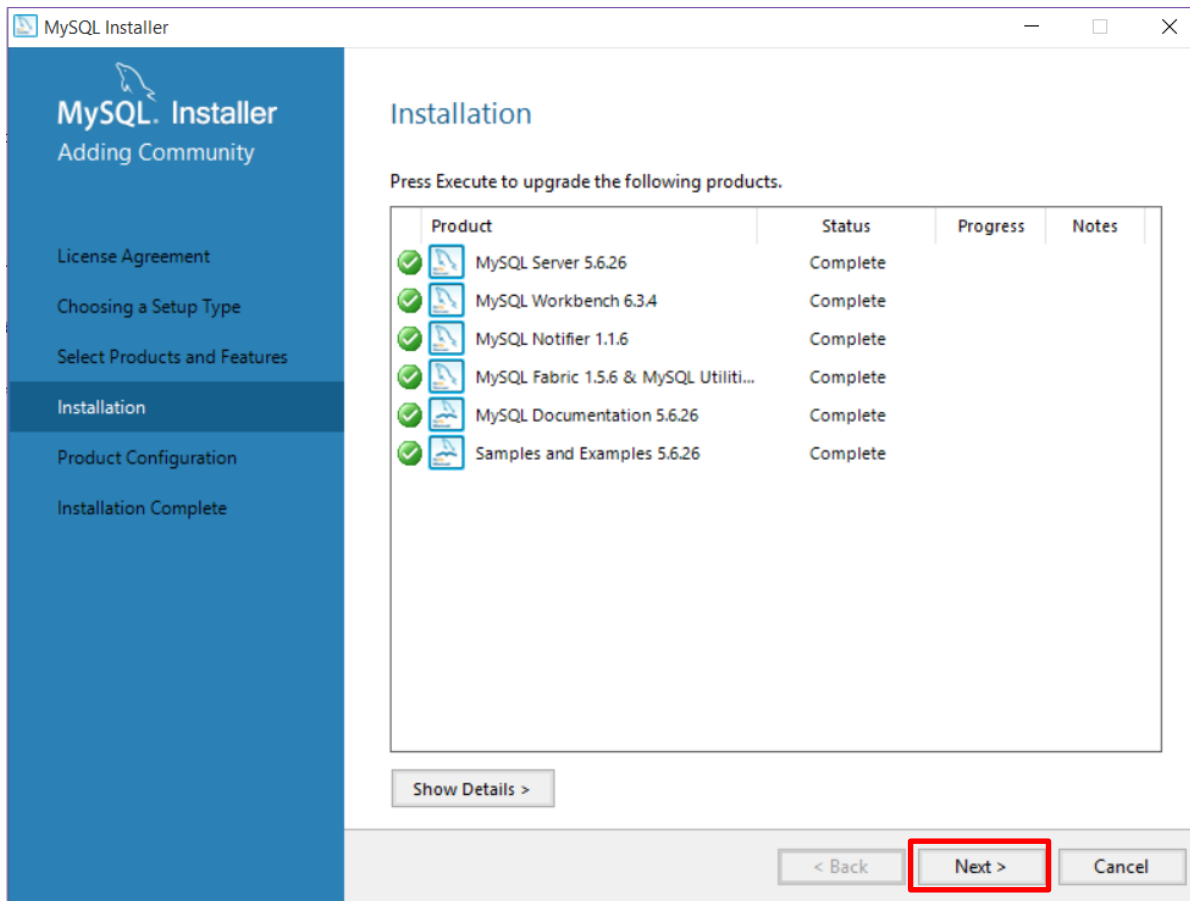 MySQL Installer
MySQL. Installer
Adding Community
License Agreement
Choosing a Setup Type
Select Products and Features
Installation
Product Configuration
Installation Complete
Installation
Press Execute to upgrade the following products.
Product Status Progress Notes
MySQL Server 5.6.26 Complete
MySQL Workbench 6.3.4 Complete
MySQL Notifier 1.1.6 Complete
MySQL Fabric 1.5.6 & MySQL Utiliti... Complete
MySQL Documentation 5.6.26 Complete
Samples and Examples 5.6.26 Complete
Show Details >
< Back Next > Cancel